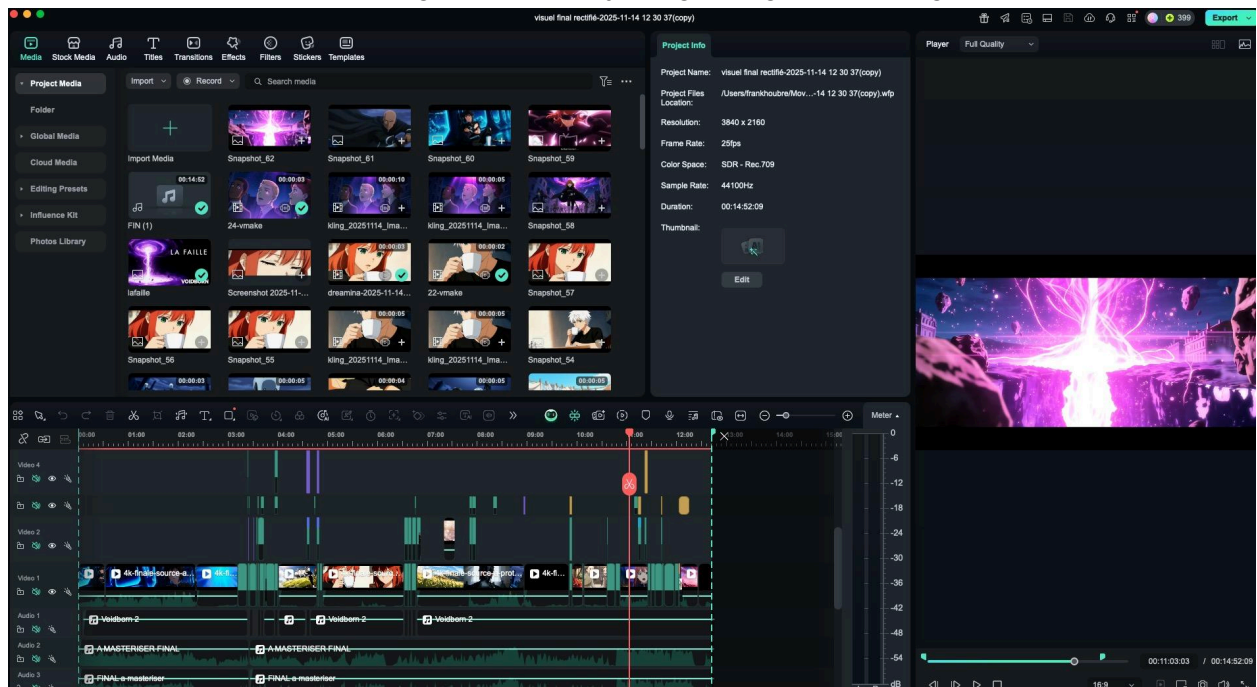 visuel final rectifié-2025-11-14 12 30 37(copy)
399
Export
Media
Stock Media
Audio
Titles
Transitions
Effects
Filters
Stickers
Templates
Project Media
Folder
Global Media
Cloud Media
Editing Presets
Influence Kit
Photos Library
Import
Record
Search media
Import Media
Snapshot_62
Snapshot_61
Snapshot_60
Snapshot_59
00:14:52
00:00:03
00:00:10
00:00:05
FIN (1)
24-vmake
kling_20251114_Ima...
kling_20251114_Ima...
Snapshot_58
LA FAILLE
VOIDBORN
00:00:03
00:00:02
lafaille
Screenshot 2025-11-...
dreamina-2025-11-14...
22-vmake
Snapshot_57
00:00:05
00:00:05
Snapshot_56
Snapshot_55
kling_20251114_Ima...
kling_20251114_Ima...
Snapshot_54
00:00:03
00:00:05
00:00:04
00:00:05
00:00:05
Project Info
Project Name: visuel final rectifié-2025-11-14 12 30 37(copy)
Project Files Location: /Users/frankhoubre/Mov...-14 12 30 37(copy).wfp
Resolution: 3840 x 2160
Frame Rate: 25fps
Color Space: SDR - Rec.709
Sample Rate: 44100Hz
Duration: 00:14:52:09
Thumbnail:
Edit
Player
Full Quality
Meter
00:00 01:00 02:00 03:00 04:00 05:00 06:00 07:00 08:00 09:00 10:00 12:00 13:00 14:00
0
-6
-12
-18
-24
-30
-36
-42
-48
-54
dB
Video 4
Video 2
Video 1
4k-finale-source-a...
4k-fi...
4k-finale-source-a-prot...
4k-fi...
Audio 1
Voidborn 2
Voidborn 2
Voidborn 2
Audio 2
A MASTERISER FINAL
A MASTERISER FINAL
Audio 3
FINAL a masteriser
FINAL a masteriser
00:11:03:03 / 00:14:52:09
16:9